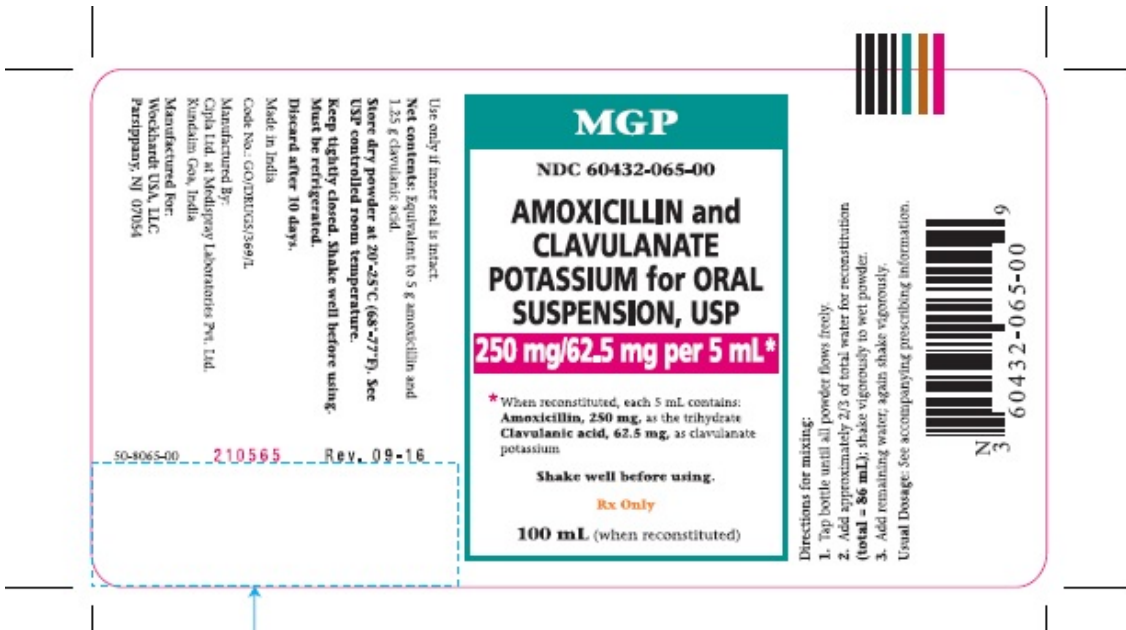 Use only if inner seal is intact.
Net contents: Equivalent to 5 g amoxicillin and
1.25 g clavulanic acid.
Store dry powder at 20°-25°C (68°-77°F). See
USP controlled room temperature.
Keep tightly closed. Shake well before using.
Must be refrigerated.
Discard after 10 days.
Made in India
Code No.: GO/DRUGS/369/L
Manufactured By:
Cipla Ltd. at Medispray Laboratories Pvt. Ltd.
Kundaim Goa, India
Manufactured For:
Wockhardt USA, LLC
Parsippany, NJ 07054
50-8065-00 210565 Rev. 09-16
MGP
NDC 60432-065-00
AMOXICILLIN and
CLAVULANATE
POTASSIUM for ORAL
SUSPENSION, USP
250 mg/62.5 mg per 5 mL*
*When reconstituted, each 5 mL contains:
Amoxicillin, 250 mg, as the trihydrate
Clavulanic acid, 62.5 mg, as clavulanate
potassium
Shake well before using.
Rx Only
100 mL (when reconstituted)
Directions for mixing:
1. Tap bottle until all powder flows freely.
2. Add approximately 2/3 of total water for reconstitution
(total = 86 mL); shake vigorously to wet powder.
3. Add remaining water; again shake vigorously.
Usual Dosage: See accompanying prescribing information.
N
3
60432-065-00
9